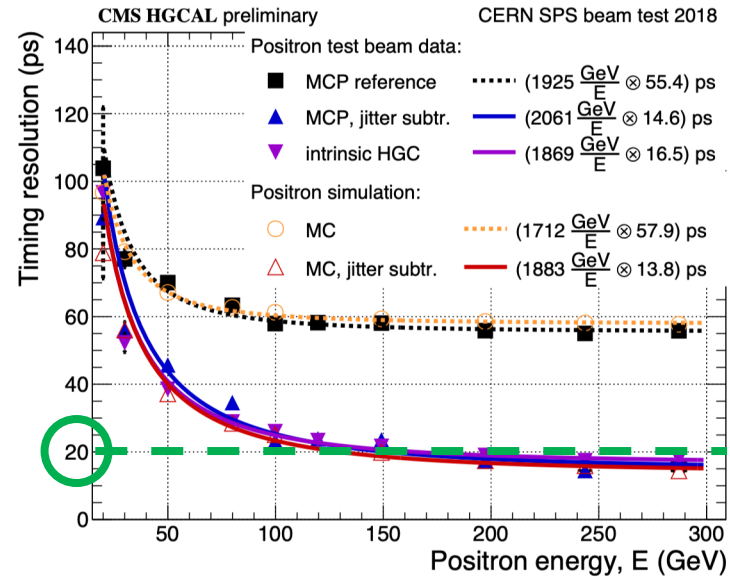 CMS HGCAL preliminary
CERN SPS beam test 2018
Timing resolution (ps)
140
120
100
80
60
40
20
0
Positron test beam data:
MCP reference
(1925 GeV/E ⊗ 55.4) ps
MCP, jitter subtr.
(2061 GeV/E ⊗ 14.6) ps
intrinsic HGC
(1869 GeV/E ⊗ 16.5) ps
Positron simulation:
MC
(1712 GeV/E ⊗ 57.9) ps
MC, jitter subtr.
(1883 GeV/E ⊗ 13.8) ps
50
100
150
200
250
300
Positron energy, E (GeV)